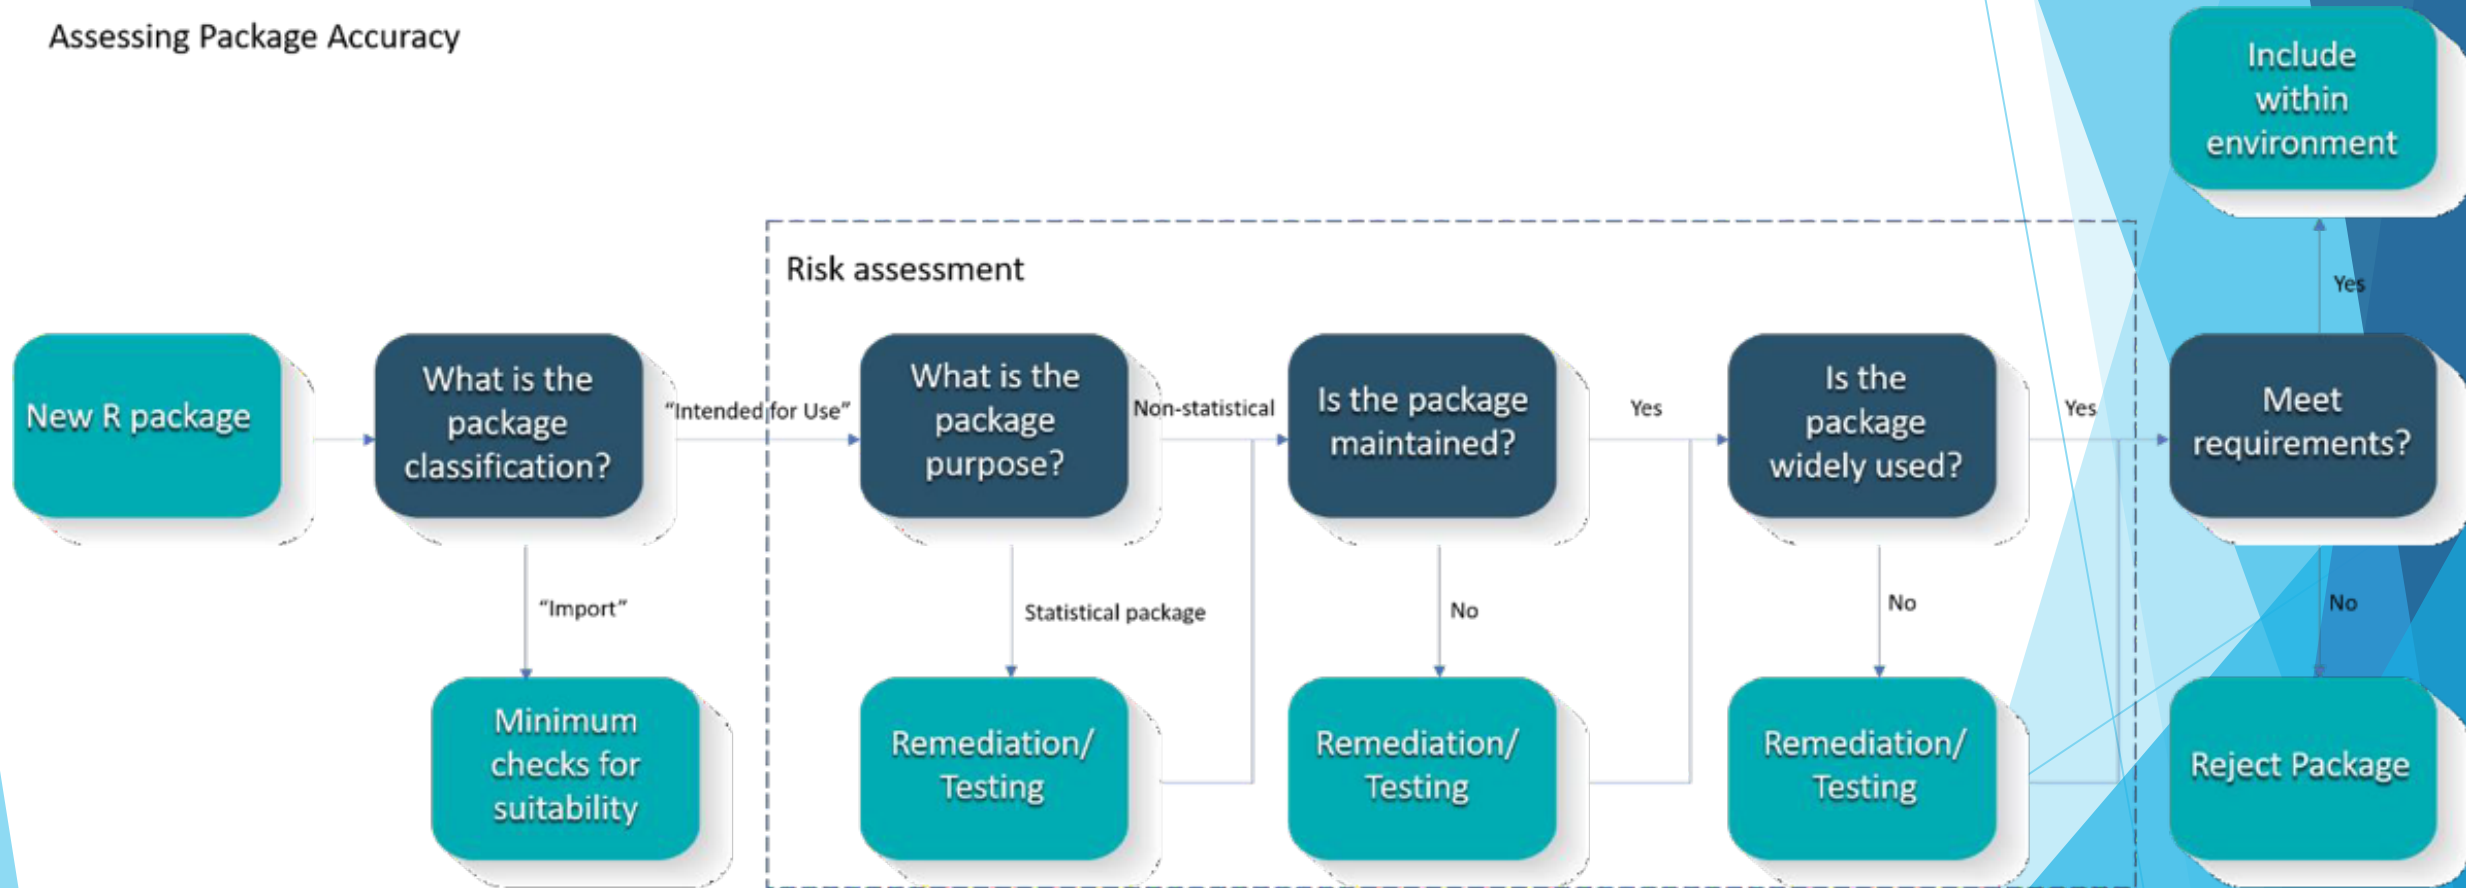 Assessing Package Accuracy
Include
within
environment
Risk assessment
Yes
New R package
What is the
package
classification?
“Intended for Use”
What is the
package
purpose?
Non-statistical
Is the package
maintained?
Yes
Is the
package
widely used?
Yes
Meet
requirements?
“Import”
Statistical package
No
No
No
Minimum
checks for
suitability
Remediation/
Testing
Remediation/
Testing
Remediation/
Testing
Reject Package